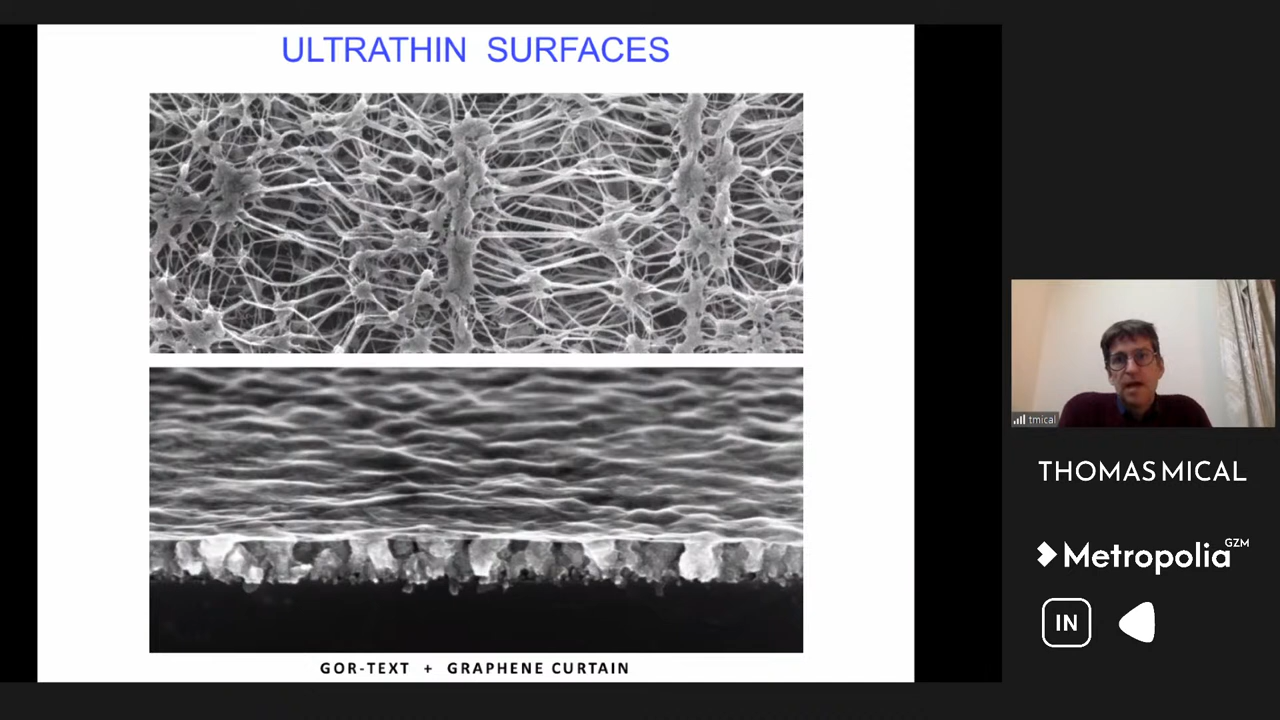 ULTRATHIN SURFACES
GOR-TEXT + GRAPHENE CURTAIN
tmical
THOMAS MICAL
Metropolia GZM
IN